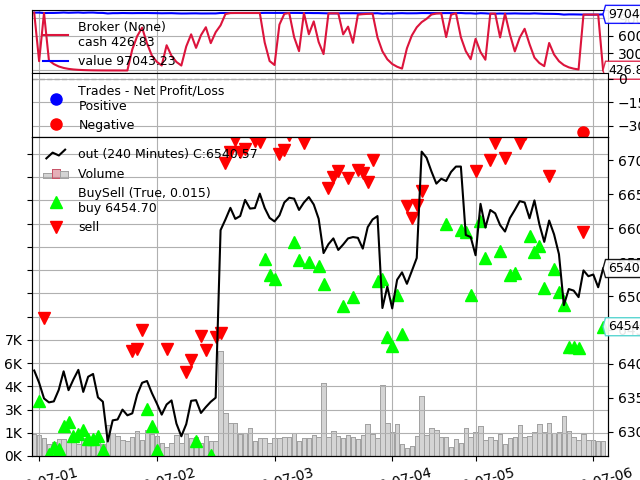 Broker (None)
cash 426.83
value 97043.23
9704
600
300
426.8
Trades - Net Profit/Loss
Positive
Negative
0
−15
−30
out (240 Minutes) C:6540.57
Volume
BuySell (True, 0.015)
buy 6454.70
sell
670
665
660
6540
650
6454
640
635
630
7K
6K
4K
3K
1K
0K
-07-01
-07-02
-07-03
-07-04
-07-05
-07-06